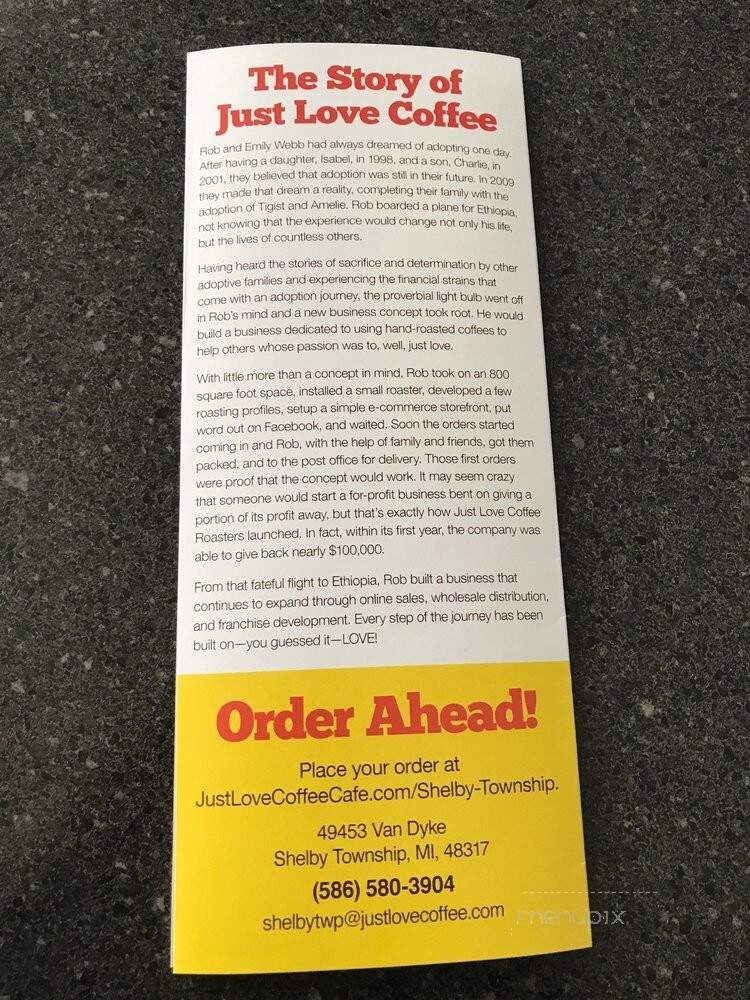 The Story of
Just Love Coffee
Rob and Emily Webb had always dreamed of adopting one day.
After having a daughter, Isabel, in 1998, and a son, Charlie, in
2001, they believed that adoption was still in their future. In 2009
they made that dream a reality, completing their family with the
adoption of Tigist and Amelie. Rob boarded a plane for Ethiopia,
not knowing that the experience would change not only his life,
but the lives of countless others.
Having heard the stories of sacrifice and determination by other
adoptive families and experiencing the financial strains that
come with an adoption journey, the proverbial light bulb went off
in Rob's mind and a new business concept took root. He would
build a business dedicated to using hand-roasted coffees to
help others whose passion was to, well, just love.
With little more than a concept in mind, Rob took on an 800
square foot space, installed a small roaster, developed a few
roasting profiles, setup a simple e-commerce storefront, put
word out on Facebook, and waited. Soon the orders started
coming in and Rob, with the help of family and friends, got them
packed, and to the post office for delivery. Those first orders
were proof that the concept would work. It may seem crazy
that someone would start a for-profit business bent on giving a
portion of its profit away, but that's exactly how Just Love Coffee
Roasters launched. In fact, within its first year, the company was
able to give back nearly $100,000.
From that fateful flight to Ethiopia, Rob built a business that
continues to expand through online sales, wholesale distribution,
and franchise development. Every step of the journey has been
built on—you guessed it—LOVE!
Order Ahead!
Place your order at
JustLoveCoffeeCafe.com/Shelby-Township.
49453 Van Dyke
Shelby Township, MI, 48317
(586) 580-3904
shelbytwp@justlovecoffee.com
menupix